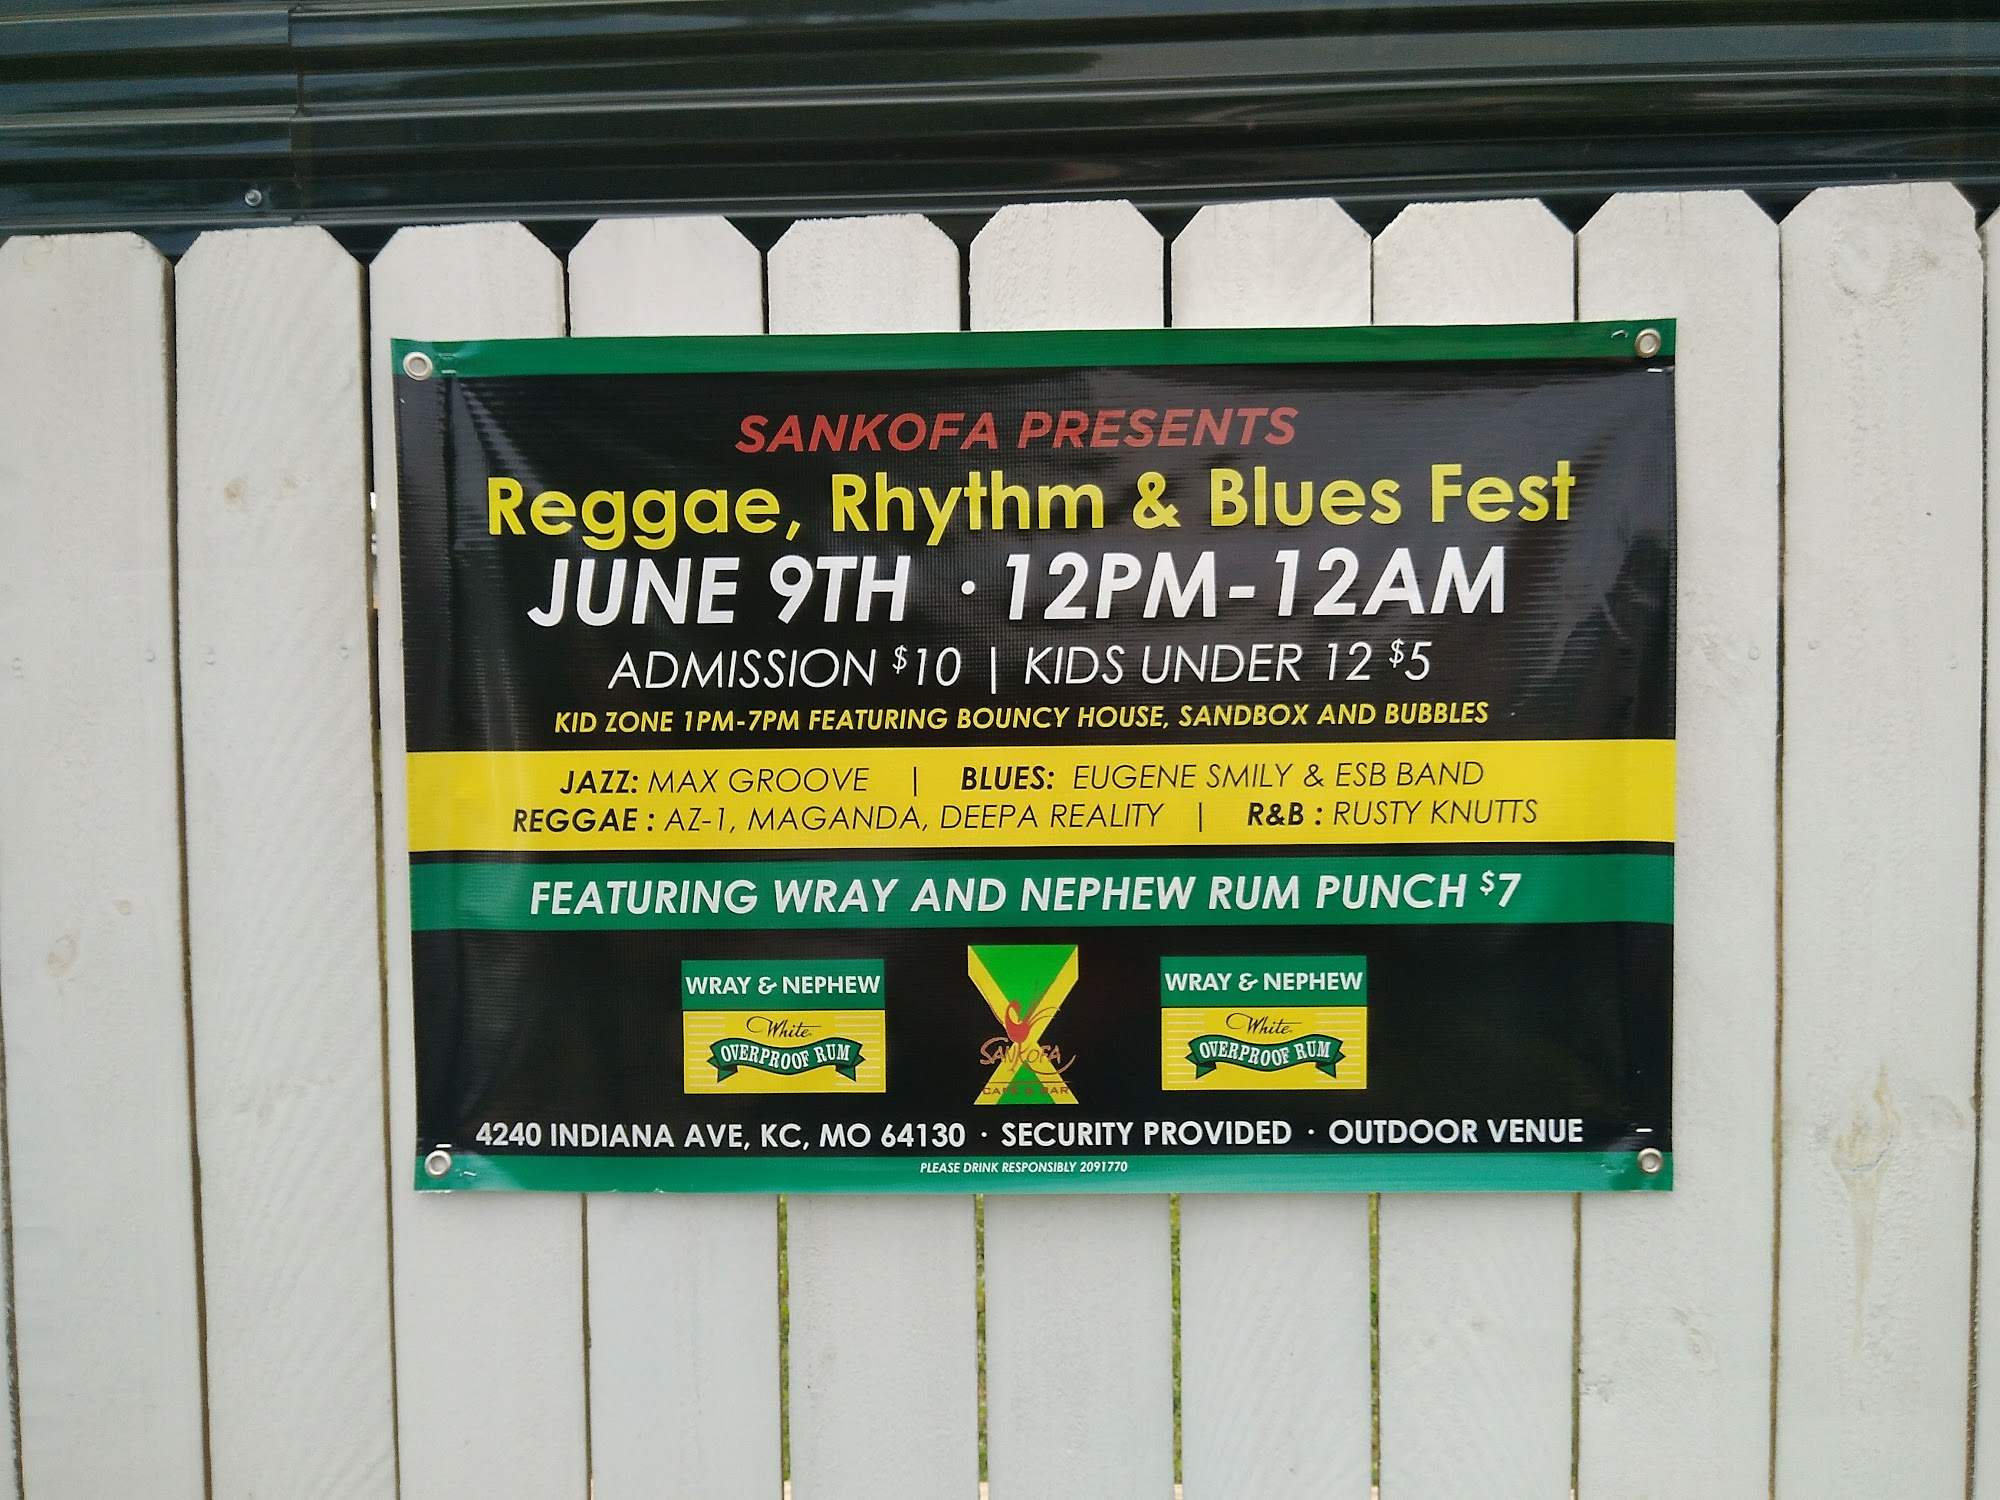 SANKOFA PRESENTS
Reggae, Rhythm & Blues Fest
JUNE 9TH · 12PM-12AM
ADMISSION $10 | KIDS UNDER 12 $5
KID ZONE 1PM-7PM FEATURING BOUNCY HOUSE, SANDBOX AND BUBBLES
JAZZ: MAX GROOVE | BLUES: EUGENE SMILY & ESB BAND
REGGAE : AZ-1, MAGANDA, DEEPA REALITY | R&B : RUSTY KNUTTS
FEATURING WRAY AND NEPHEW RUM PUNCH $7
WRAY & NEPHEW
White
OVERPROOF RUM
SANKOFA
CAFE & BAR
WRAY & NEPHEW
White
OVERPROOF RUM
4240 INDIANA AVE, KC, MO 64130 · SECURITY PROVIDED · OUTDOOR VENUE
PLEASE DRINK RESPONSIBLY 2091770